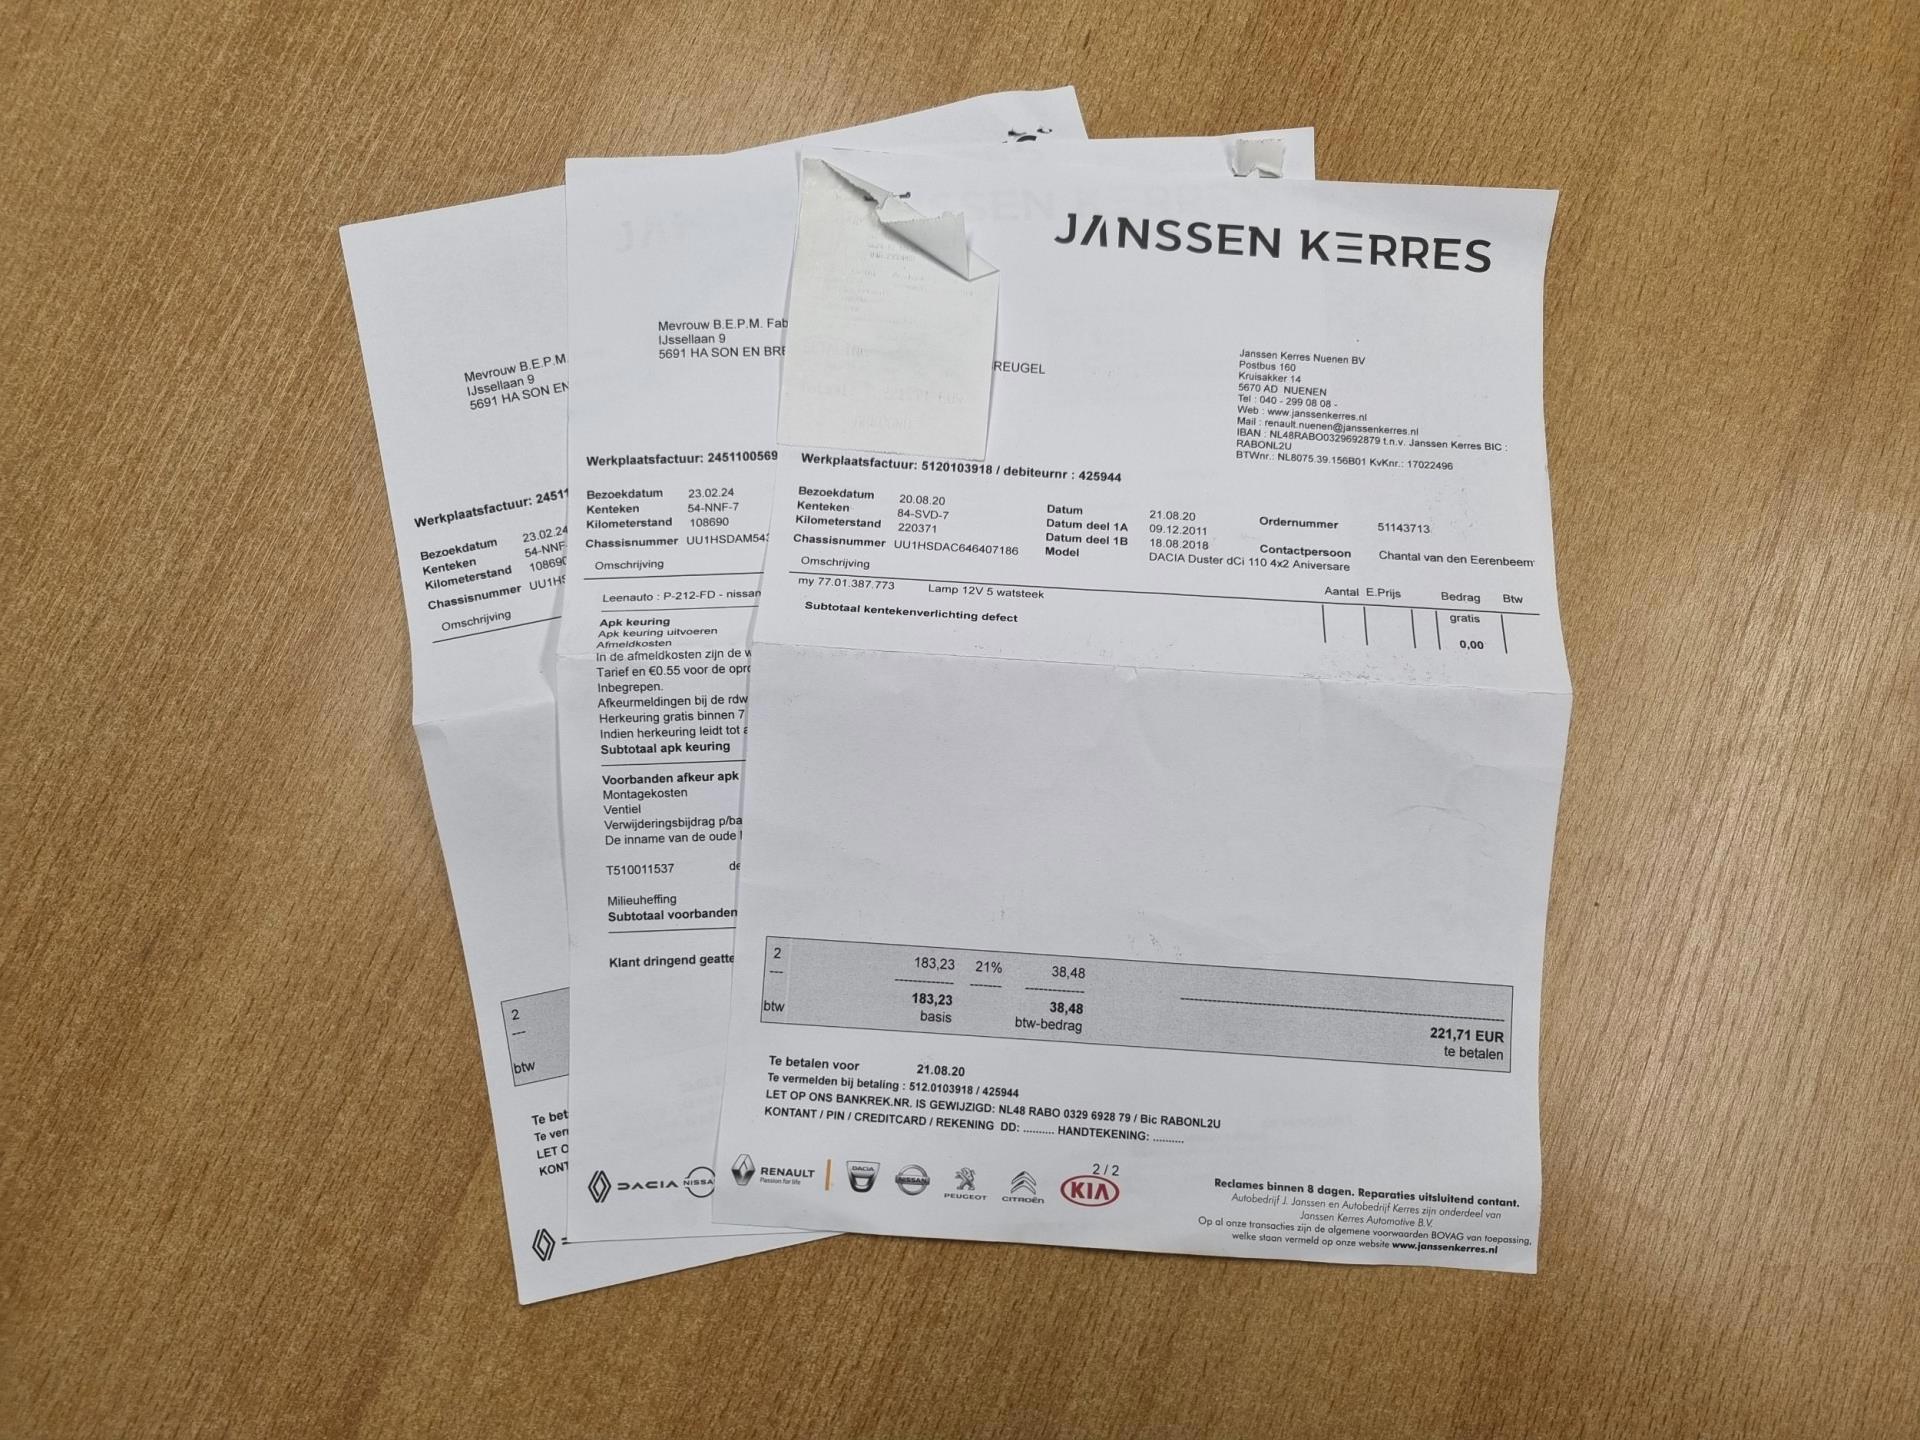 Mevrouw B.E.P.M.
IJssellaan 9
5691 HA SON EN
Werkplaatsfactuur: 2451
Bezoekdatum 23.02.24
Kenteken 54-NNF-
Kilometerstand 108690
Chassisnummer UU1HS
Omschrijving
2
---
btw
Te bet
Te ver
LET O
KONT
Mevrouw B.E.P.M. Fab
IJssellaan 9
5691 HA SON EN BRE
Werkplaatsfactuur: 2451100569
Bezoekdatum 23.02.24
Kenteken 54-NNF-7
Kilometerstand 108690
Chassisnummer UU1HSDAM543
Omschrijving
Leenauto : P-212-FD - nissan
Apk keuring
Apk keuring uitvoeren
Afmeldkosten
In de afmeldkosten zijn de w
Tarief en €0.55 voor de opro
Inbegrepen.
Afkeurmeldingen bij de rdw
Herkeuring gratis binnen 7
Indien herkeuring leidt tot a
Subtotaal apk keuring
Voorbanden afkeur apk
Montagekosten
Ventiel
Verwijderingsbijdrag p/ba
De inname van de oude
T510011537 de
Milieuheffing
Subtotaal voorbanden
Klant dringend geatte
DACIA NISSA
JANSSEN KERRES
REUGEL
Janssen Kerres Nuenen BV
Postbus 160
Kruisakker 14
5670 AD NUENEN
Tel : 040 - 299 08 08 -
Web : www.janssenkerres.nl
Mail : renault.nuenen@janssenkerres.nl
IBAN : NL48RABO0329692879 t.n.v. Janssen Kerres BIC :
RABONL2U
BTWnr.: NL8075.39.156B01 KvKnr.: 17022496
Werkplaatsfactuur: 5120103918 / debiteurnr : 425944
Bezoekdatum 20.08.20 Datum 21.08.20 Ordernummer 51143713
Kenteken 84-SVD-7 Datum deel 1A 09.12.2011
Kilometerstand 220371 Datum deel 1B 18.08.2018 Contactpersoon Chantal van den Eerenbeem
Chassisnummer UU1HSDAC646407186 Model DACIA Duster dCi 110 4x2 Aniversare
Omschrijving Aantal E.Prijs Bedrag Btw
my 77.01.387.773 Lamp 12V 5 watsteek gratis
Subtotaal kentekenverlichting defect 0,00
2 183,23 21% 38,48
--- ----------- ------ -----------
183,23 38,48 221,71 EUR
btw basis btw-bedrag te betalen
Te betalen voor 21.08.20
Te vermelden bij betaling : 512.0103918 / 425944
LET OP ONS BANKREK.NR. IS GEWIJZIGD: NL48 RABO 0329 6928 79 / Bic RABONL2U
KONTANT / PIN / CREDITCARD / REKENING DD: .......... HANDTEKENING: ..........
2 / 2
RENAULT
Passion for life
DACIA
NISSAN
PEUGEOT
CITROËN
KIA
Reclames binnen 8 dagen. Reparaties uitsluitend contant.
Autobedrijf J. Janssen en Autobedrijf Kerres zijn onderdeel van
Janssen Kerres Automotive B.V.
Op al onze transacties zijn de algemene voorwaarden BOVAG van toepassing,
welke staan vermeld op onze website www.janssenkerres.nl